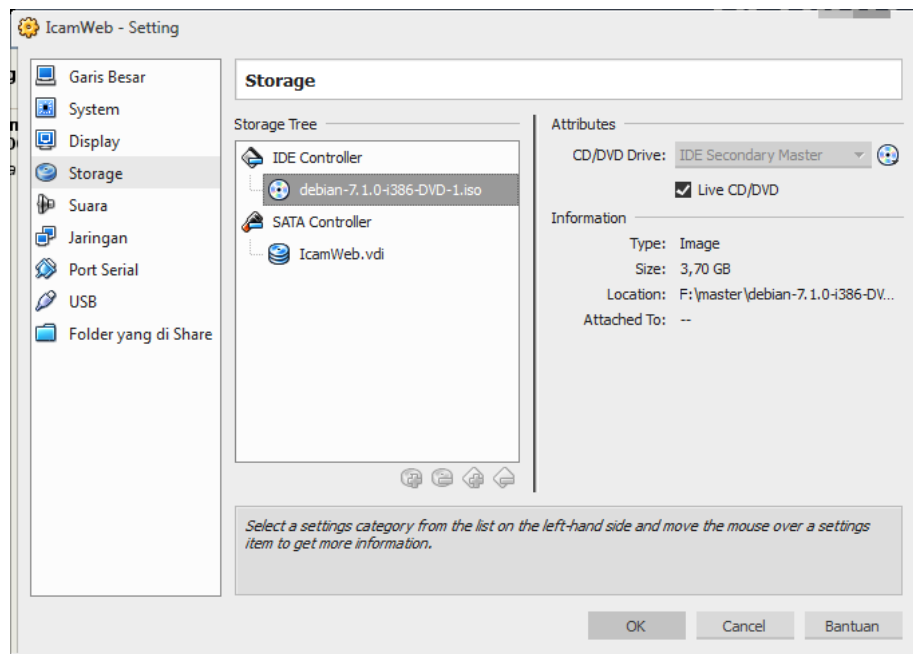 IcamWeb - Setting
Garis Besar
System
Display
Storage
Suara
Jaringan
Port Serial
USB
Folder yang di Share
Storage
Storage Tree
IDE Controller
debian-7.1.0-i386-DVD-1.iso
SATA Controller
IcamWeb.vdi
Attributes
CD/DVD Drive: IDE Secondary Master
Live CD/DVD
Information
Type: Image
Size: 3,70 GB
Location: F:\master\debian-7.1.0-i386-DV...
Attached To: --
Select a settings category from the list on the left-hand side and move the mouse over a settings
item to get more information.
OK Cancel Bantuan